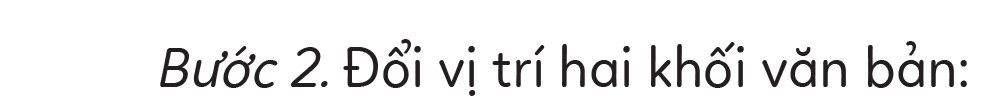 Bước 2. Đổi vị trí hai khối văn bản: